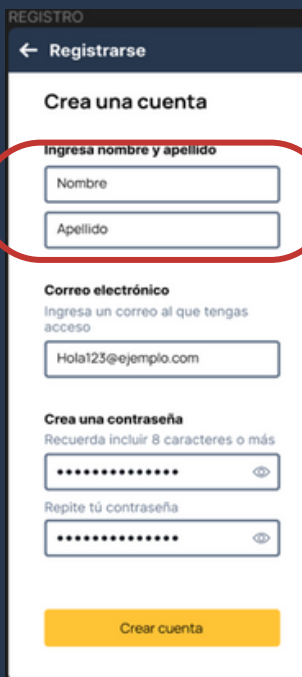 REGISTRO
← Registrarse
Crea una cuenta
Ingresa nombre y apellido
Nombre
Apellido
Correo electrónico
Ingresa un correo al que tengas
acceso
Hola123@ejemplo.com
Crea una contraseña
Recuerda incluir 8 caracteres o más
••••••••••••••
Repite tú contraseña
••••••••••••••
Crear cuenta